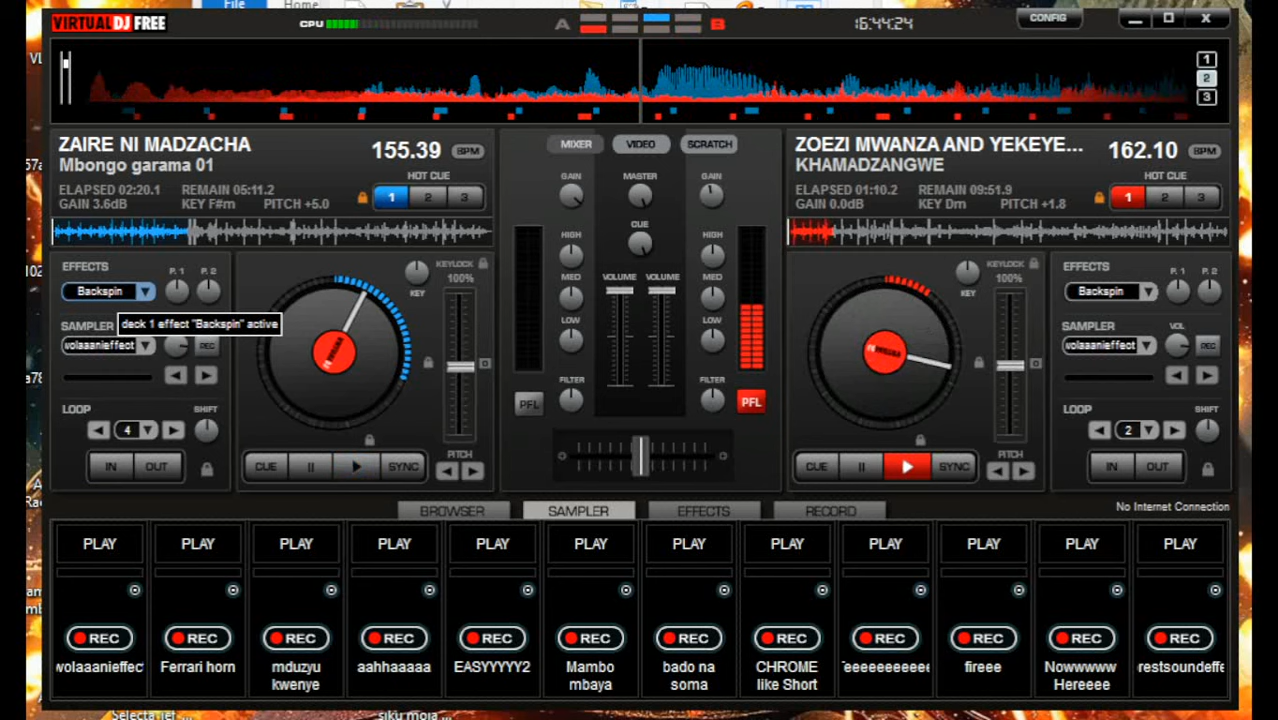 File Home
VIRTUAL DJ FREE
CPU
A B
16:44:24
CONFIG
1
2
3
ZAIRE NI MADZACHA
Mbongo garama 01
155.39 BPM
ELAPSED 02:20.1 REMAIN 05:11.2
GAIN 3.6dB KEY F#m PITCH +5.0
HOT CUE
1 2 3
MIXER VIDEO SCRATCH
ZOEZI MWANZA AND YEKEYE...
KHAMADZANGWE
162.10 BPM
ELAPSED 01:10.2 REMAIN 09:51.9
GAIN 0.0dB KEY Dm PITCH +1.8
HOT CUE
1 2 3
EFFECTS P. 1 P. 2
Backspin
deck 1 effect "Backspin" active
SAMPLER
volaaanieffect REC
LOOP SHIFT
4
IN OUT
KEY
KEYLOCK
100%
CUE SYNC
PITCH
GAIN MASTER GAIN
CUE
HIGH HIGH
VOLUME VOLUME
MED MED
LOW LOW
FILTER FILTER
PFL PFL
KEY
KEYLOCK
100%
CUE SYNC
PITCH
EFFECTS P. 1 P. 2
Backspin
SAMPLER VOL
volaaanieffect REC
LOOP SHIFT
2
IN OUT
BROWSER SAMPLER EFFECTS RECORD
No Internet Connection
PLAY PLAY PLAY PLAY PLAY PLAY PLAY PLAY PLAY PLAY PLAY PLAY
REC REC REC REC REC REC REC REC REC REC REC REC
volaaanieffec Ferrari horn mduzyu kwenye aahhaaaaa EASYYYYY2 Mambo mbaya bado na soma CHROME like Short fireee Nowwwww Hereeee restsoundeffe
siku moja ...